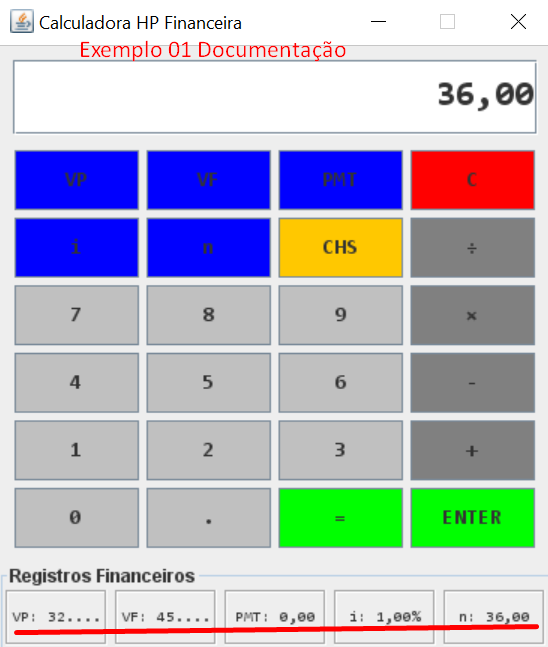 Calculadora HP Financeira
Exemplo 01 Documentação
36,00
VP VF PMT C
i n CHS ÷
7 8 9 ×
4 5 6 -
1 2 3 +
0 . = ENTER
Registros Financeiros
VP: 32.... VF: 45.... PMT: 0,00 i: 1,00% n: 36,00